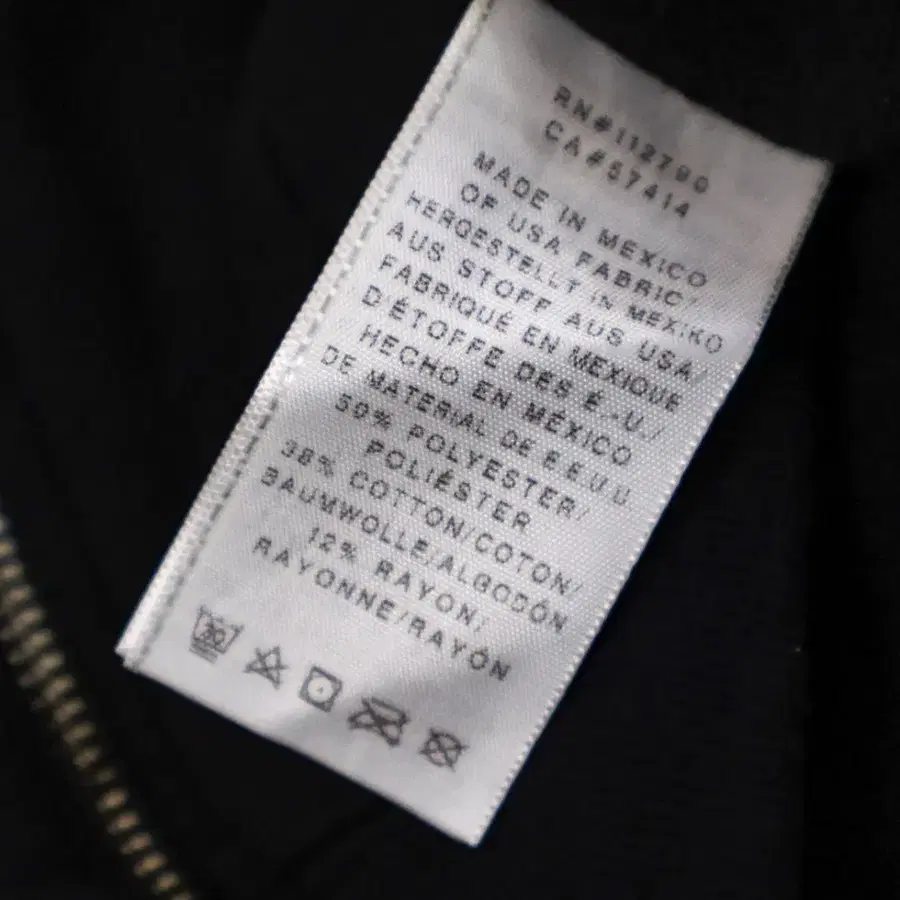 RN#112790
CA#57414
MADE IN MEXICO
OF USA FABRIC/
HERGESTELLT IN MEXIKO
AUS STOFF AUS USA/
FABRIQUÉ EN MEXIQUE
D'ÉTOFFE DES É.-U./
HECHO EN MÉXICO
DE MATERIAL DE E.E.U.U.
50% POLYESTER/
POLIÉSTER
38% COTTON/COTON/
BAUMWOLLE/ALGODÓN
12% RAYON/
RAYONNE/RAYÓN
30